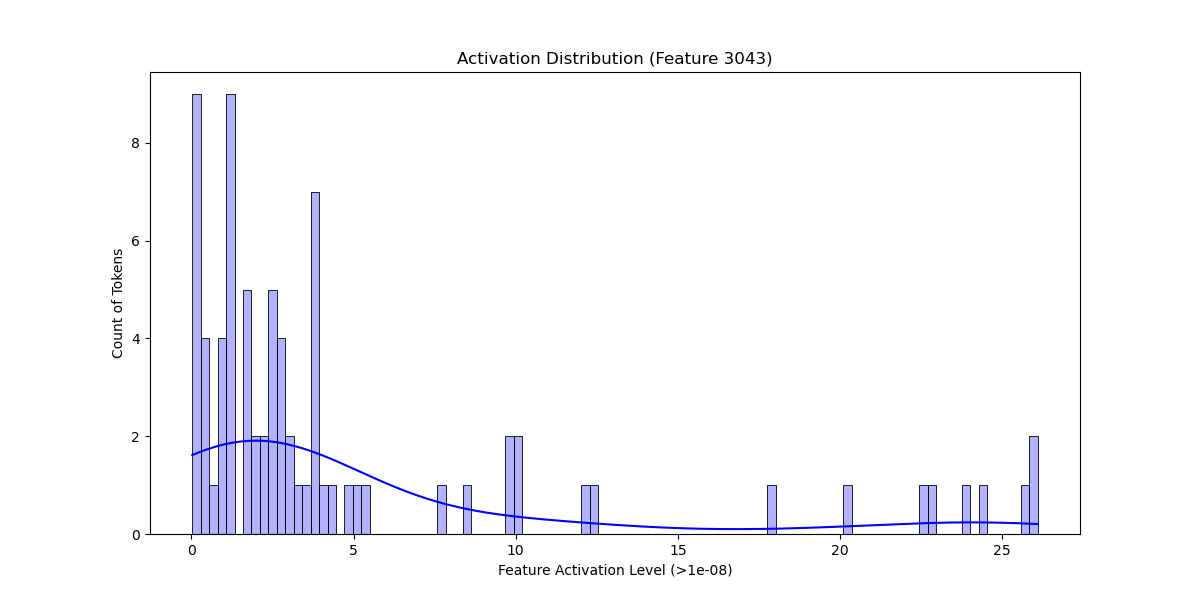 Activation Distribution (Feature 3043)
8
6
4
2
0
Count of Tokens
0 5 10 15 20 25
Feature Activation Level (>1e-08)